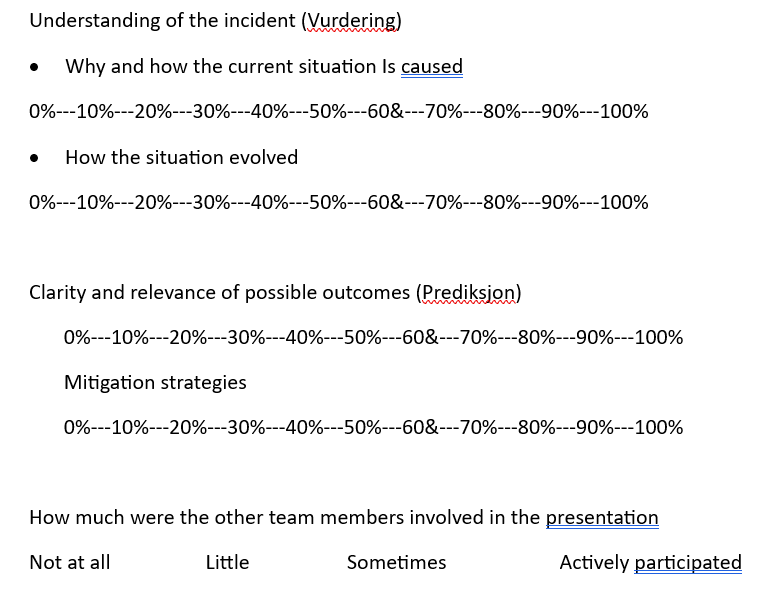 Understanding of the incident (Vurdering)
• Why and how the current situation Is caused
0%---10%---20%---30%---40%---50%---60&---70%---80%---90%---100%
• How the situation evolved
0%---10%---20%---30%---40%---50%---60&---70%---80%---90%---100%
Clarity and relevance of possible outcomes (Prediksjon)
0%---10%---20%---30%---40%---50%---60&---70%---80%---90%---100%
Mitigation strategies
0%---10%---20%---30%---40%---50%---60&---70%---80%---90%---100%
How much were the other team members involved in the presentation
Not at all Little Sometimes Actively participated